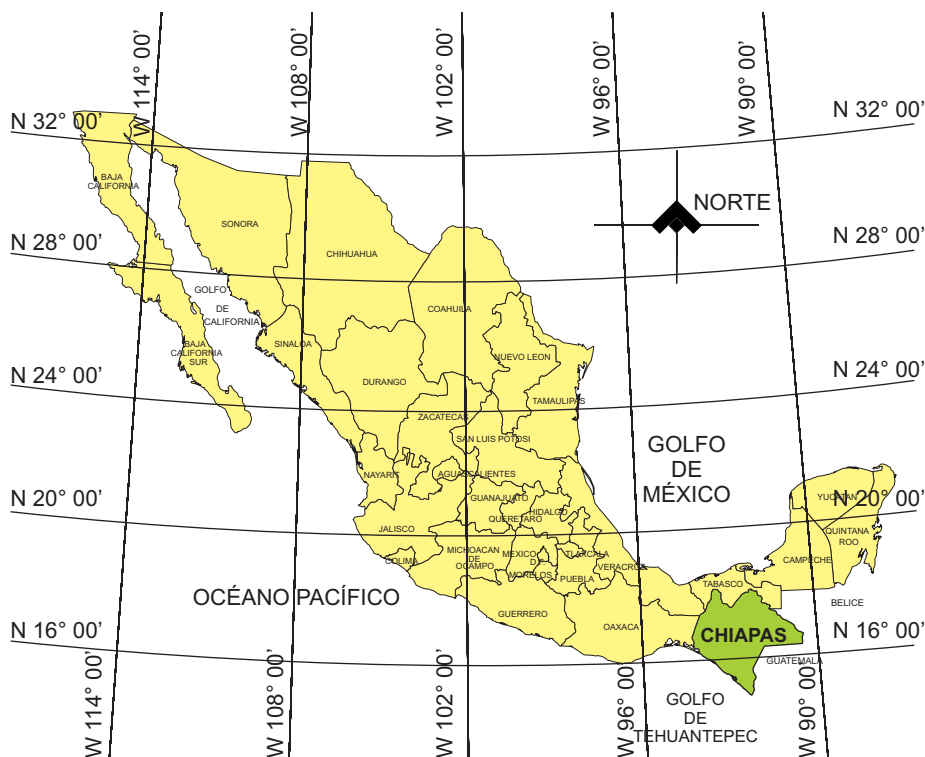 W 114° 00’
W 108° 00’
W 102° 00’
W 96° 00’
W 90° 00’
N 32° 00’
N 32° 00’
NORTE
BAJA
CALIFORNIA
SONORA
CHIHUAHUA
N 28° 00’
N 28° 00’
GOLFO
DE
CALIFORNIA
COAHUILA
SINALOA
BAJA
CALIFORNIA
SUR
NUEVO LEON
DURANGO
N 24° 00’
N 24° 00’
TAMAULIPAS
ZACATECAS
SAN LUIS POTOSI
GOLFO
DE
MÉXICO
NAYARIT
AGUASCALIENTES
N 20° 00’
N 20° 00’
GUANAJUATO
HIDALGO
QUERETARO
YUCATAN
JALISCO
QUINTANA
ROO
COLIMA
MICHOACAN
DE
OCAMPO
MEXICO
D.F.
TLAXCALA
MORELOS
PUEBLA
VERACRUZ
CAMPECHE
TABASCO
BELICE
OCÉANO PACÍFICO
GUERRERO
OAXACA
CHIAPAS
N 16° 00’
N 16° 00’
GUATEMALA
GOLFO
DE
TEHUANTEPEC
W 114° 00’
W 108° 00’
W 102° 00’
W 96° 00’
W 90° 00’